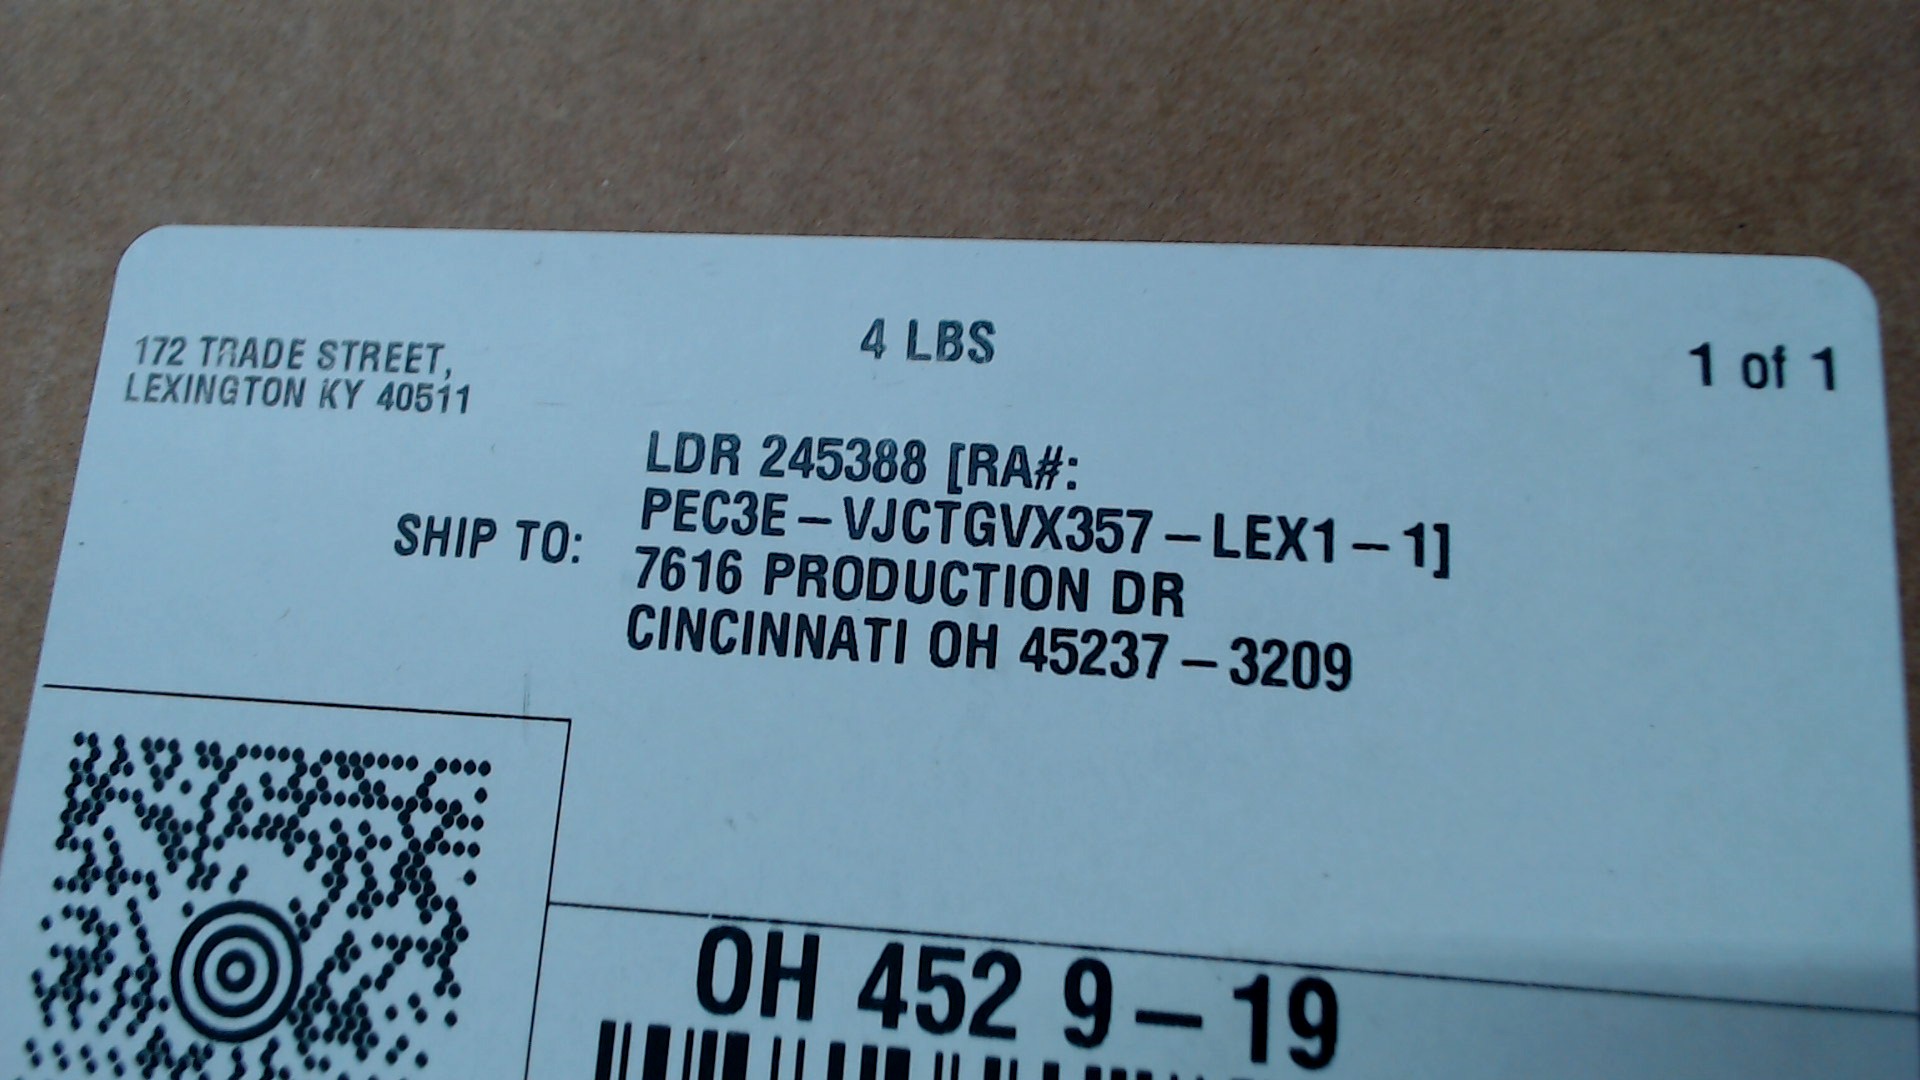 172 TRADE STREET,
LEXINGTON KY 40511
4 LBS
1 of 1
SHIP TO:
LDR 245388 [RA#:
PEC3E-VJCTGVX357-LEX1-1]
7616 PRODUCTION DR
CINCINNATI OH 45237-3209
OH 452 9-19